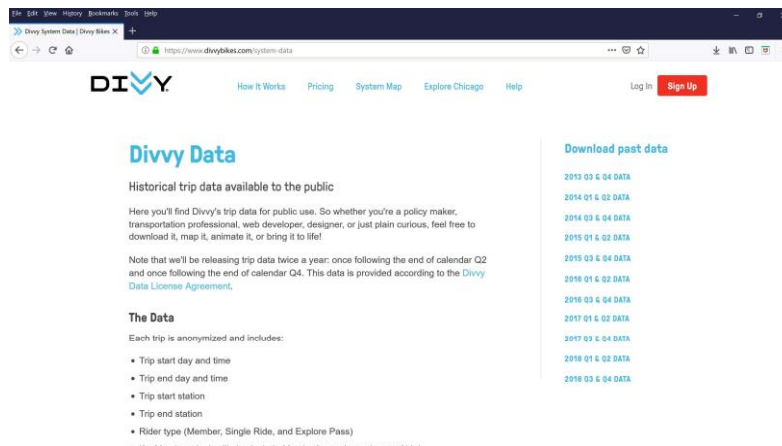 File Edit View History Bookmarks Tools Help
Divvy System Data | Divvy Bikes
https://www.divvybikes.com/system-data
DIVVY
How It Works Pricing System Map Explore Chicago Help
Log In Sign Up
Divvy Data
Historical trip data available to the public
Here you'll find Divvy's trip data for public use. So whether you're a policy maker,
transportation professional, web developer, designer, or just plain curious, feel free to
download it, map it, animate it, or bring it to life!
Note that we'll be releasing trip data twice a year: once following the end of calendar Q2
and once following the end of calendar Q4. This data is provided according to the Divvy
Data License Agreement.
The Data
Each trip is anonymized and includes:
• Trip start day and time
• Trip end day and time
• Trip start station
• Trip end station
• Rider type (Member, Single Ride, and Explore Pass)
Download past data
2013 Q3 & Q4 DATA
2014 Q1 & Q2 DATA
2014 Q3 & Q4 DATA
2015 Q1 & Q2 DATA
2015 Q3 & Q4 DATA
2016 Q1 & Q2 DATA
2016 Q3 & Q4 DATA
2017 Q1 & Q2 DATA
2017 Q3 & Q4 DATA
2018 Q1 & Q2 DATA
2018 Q3 & Q4 DATA